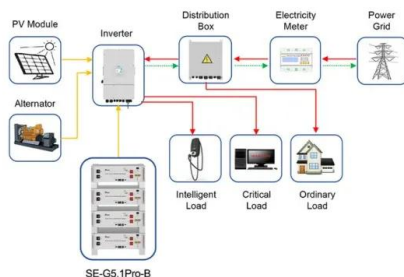 PV Module
Inverter
Distribution
Box
Electricity
Meter
Power
Grid
Alternator
Intelligent
Load
Critical
Load
Ordinary
Load
SE-G5.1Pro-B